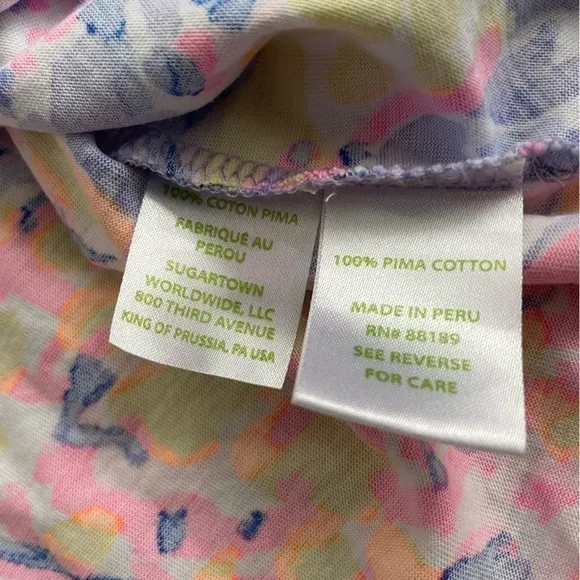 100% COTON PIMA
FABRIQUÉ AU
PEROU
SUGARTOWN
WORLDWIDE, LLC
800 THIRD AVENUE
KING OF PRUSSIA, PA USA
100% PIMA COTTON
MADE IN PERU
RN# 88189
SEE REVERSE
FOR CARE